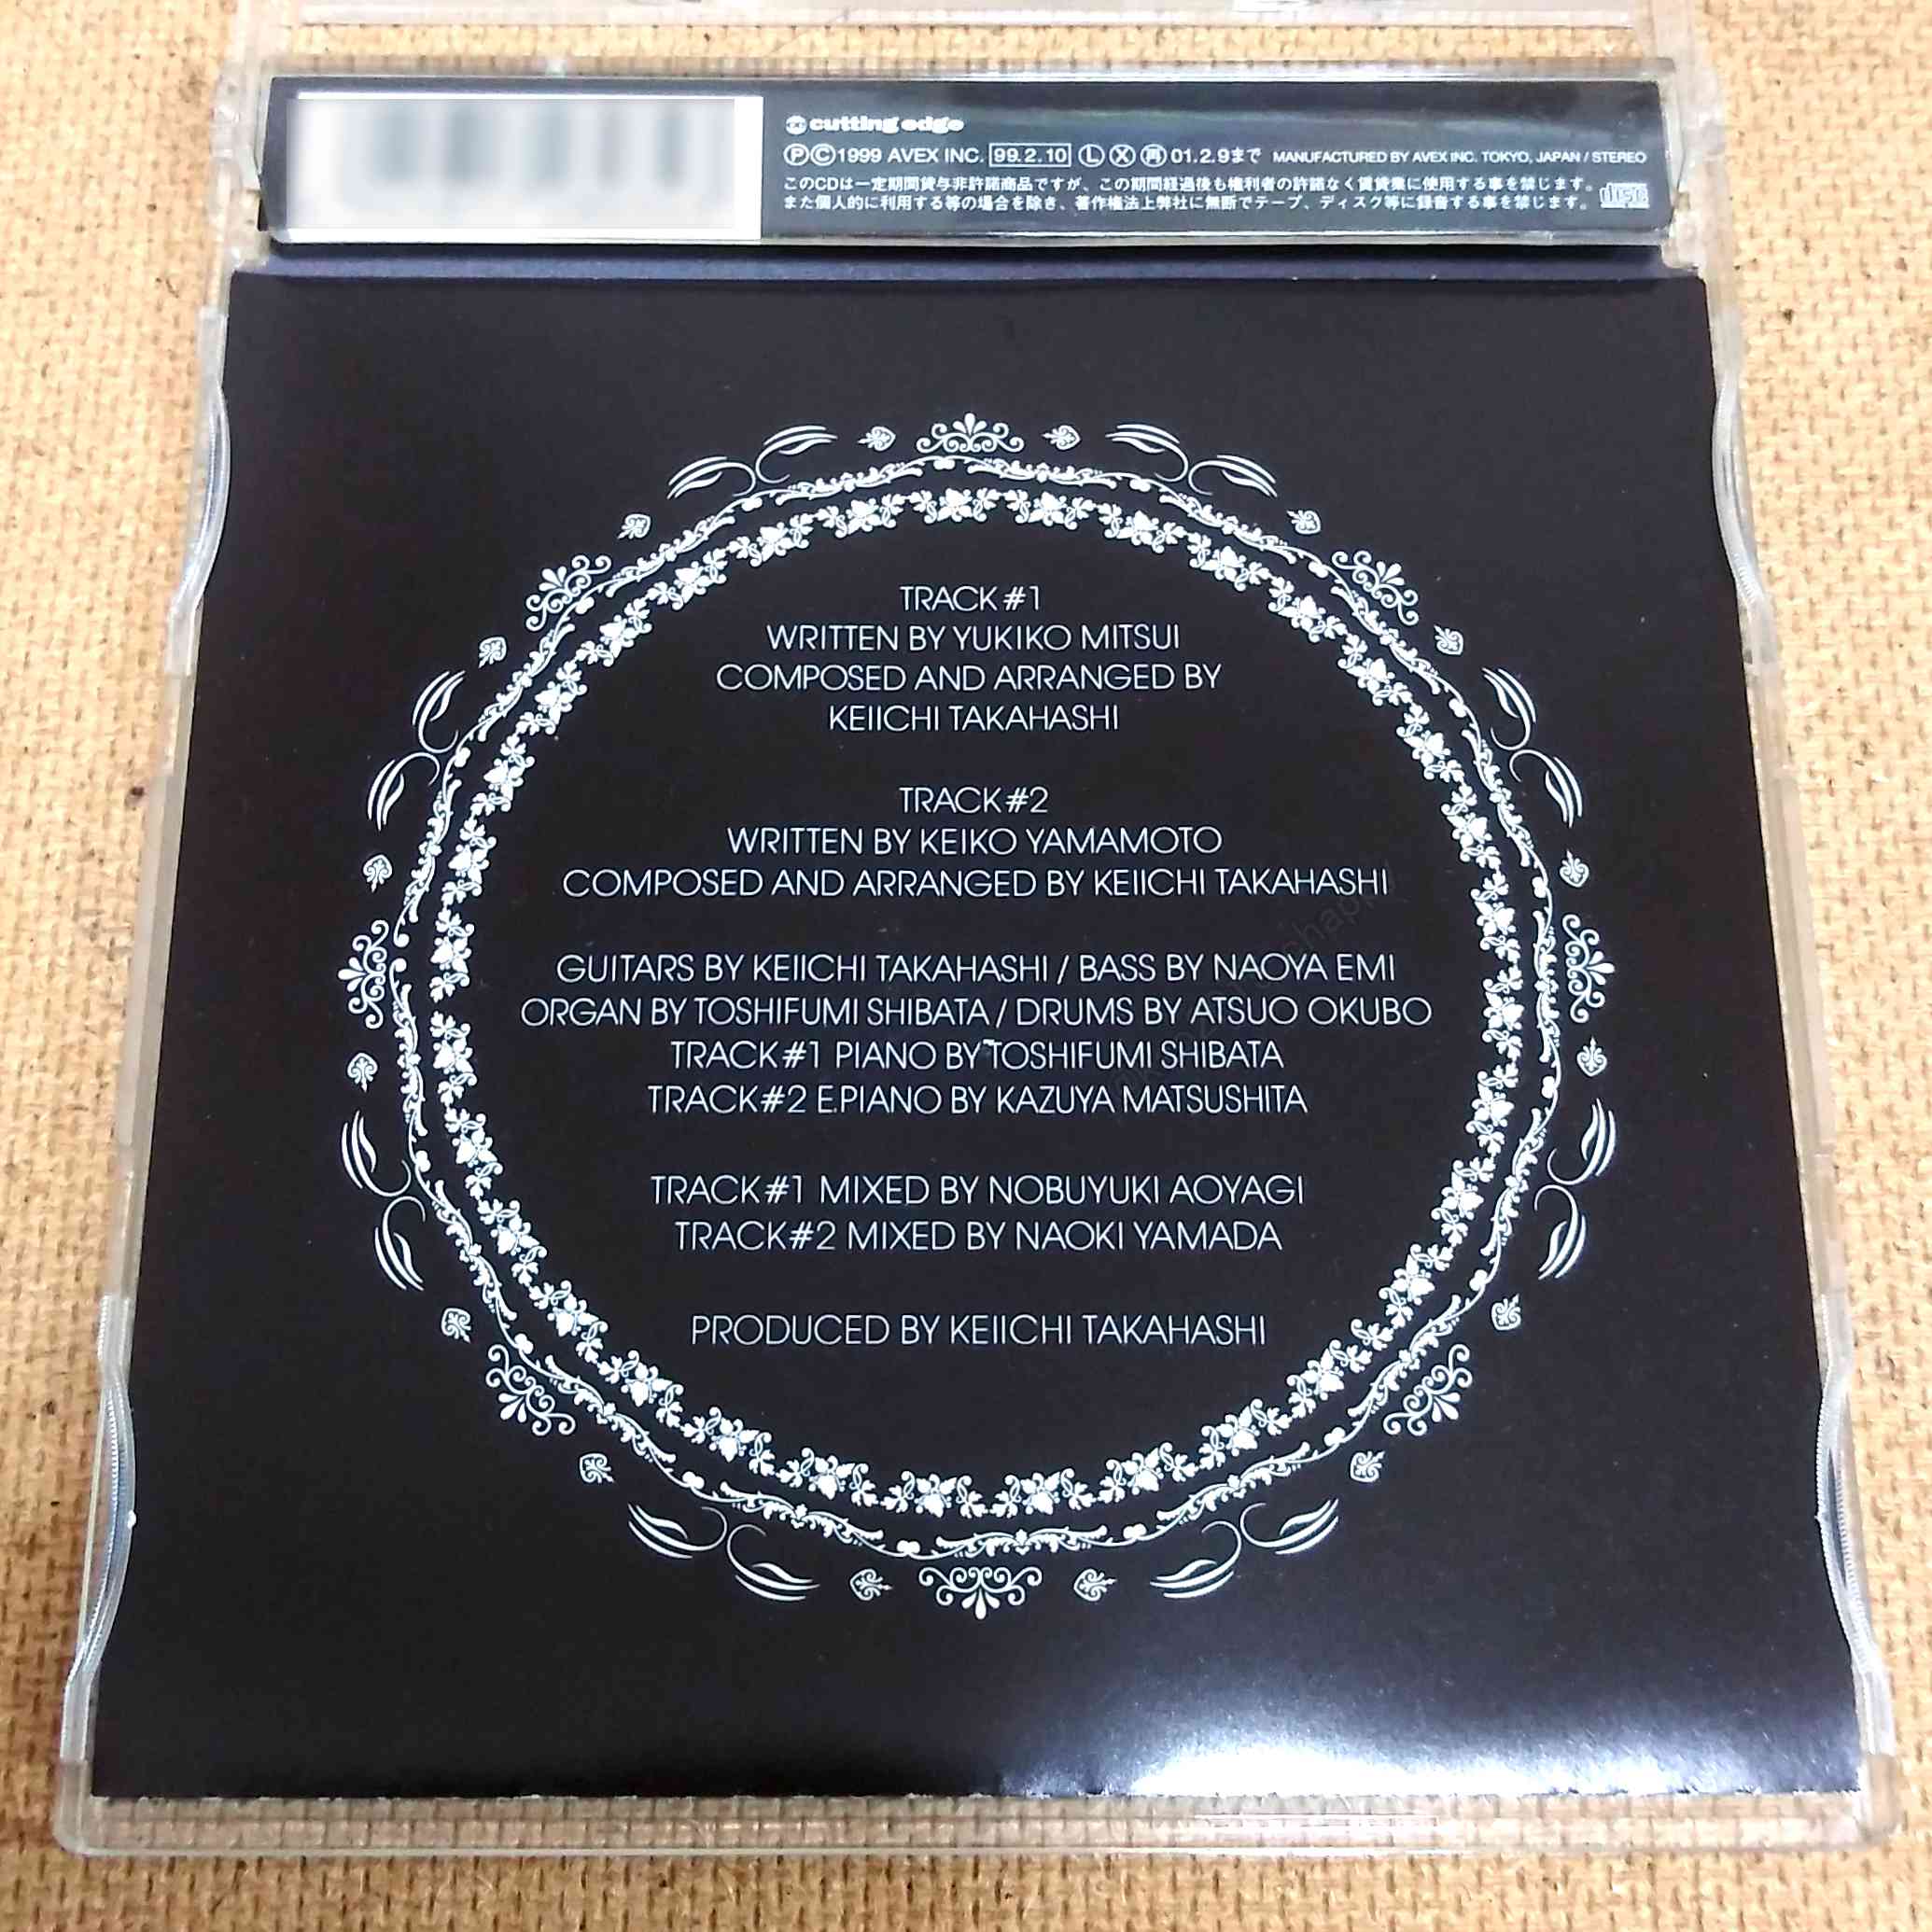 cutting edge
ⓅⒸ1999 AVEX INC. 99.2.10 Ⓛ Ⓧ 再 01.2.9まで MANUFACTURED BY AVEX INC. TOKYO, JAPAN / STEREO
このCDは一定期間貸与非許諾商品ですが、この期間経過後も権利者の許諾なく賃貸業に使用する事を禁じます。
また個人的に利用する等の場合を除き、著作権法上弊社に無断でテープ、ディスク等に録音する事を禁じます。
disc
TRACK #1
WRITTEN BY YUKIKO MITSUI
COMPOSED AND ARRANGED BY
KEIICHI TAKAHASHI
TRACK #2
WRITTEN BY KEIKO YAMAMOTO
COMPOSED AND ARRANGED BY KEIICHI TAKAHASHI
GUITARS BY KEIICHI TAKAHASHI / BASS BY NAOYA EMI
ORGAN BY TOSHIFUMI SHIBATA / DRUMS BY ATSUO OKUBO
TRACK #1 PIANO BY TOSHIFUMI SHIBATA
TRACK #2 E.PIANO BY KAZUYA MATSUSHITA
TRACK #1 MIXED BY NOBUYUKI AOYAGI
TRACK #2 MIXED BY NAOKI YAMADA
PRODUCED BY KEIICHI TAKAHASHI